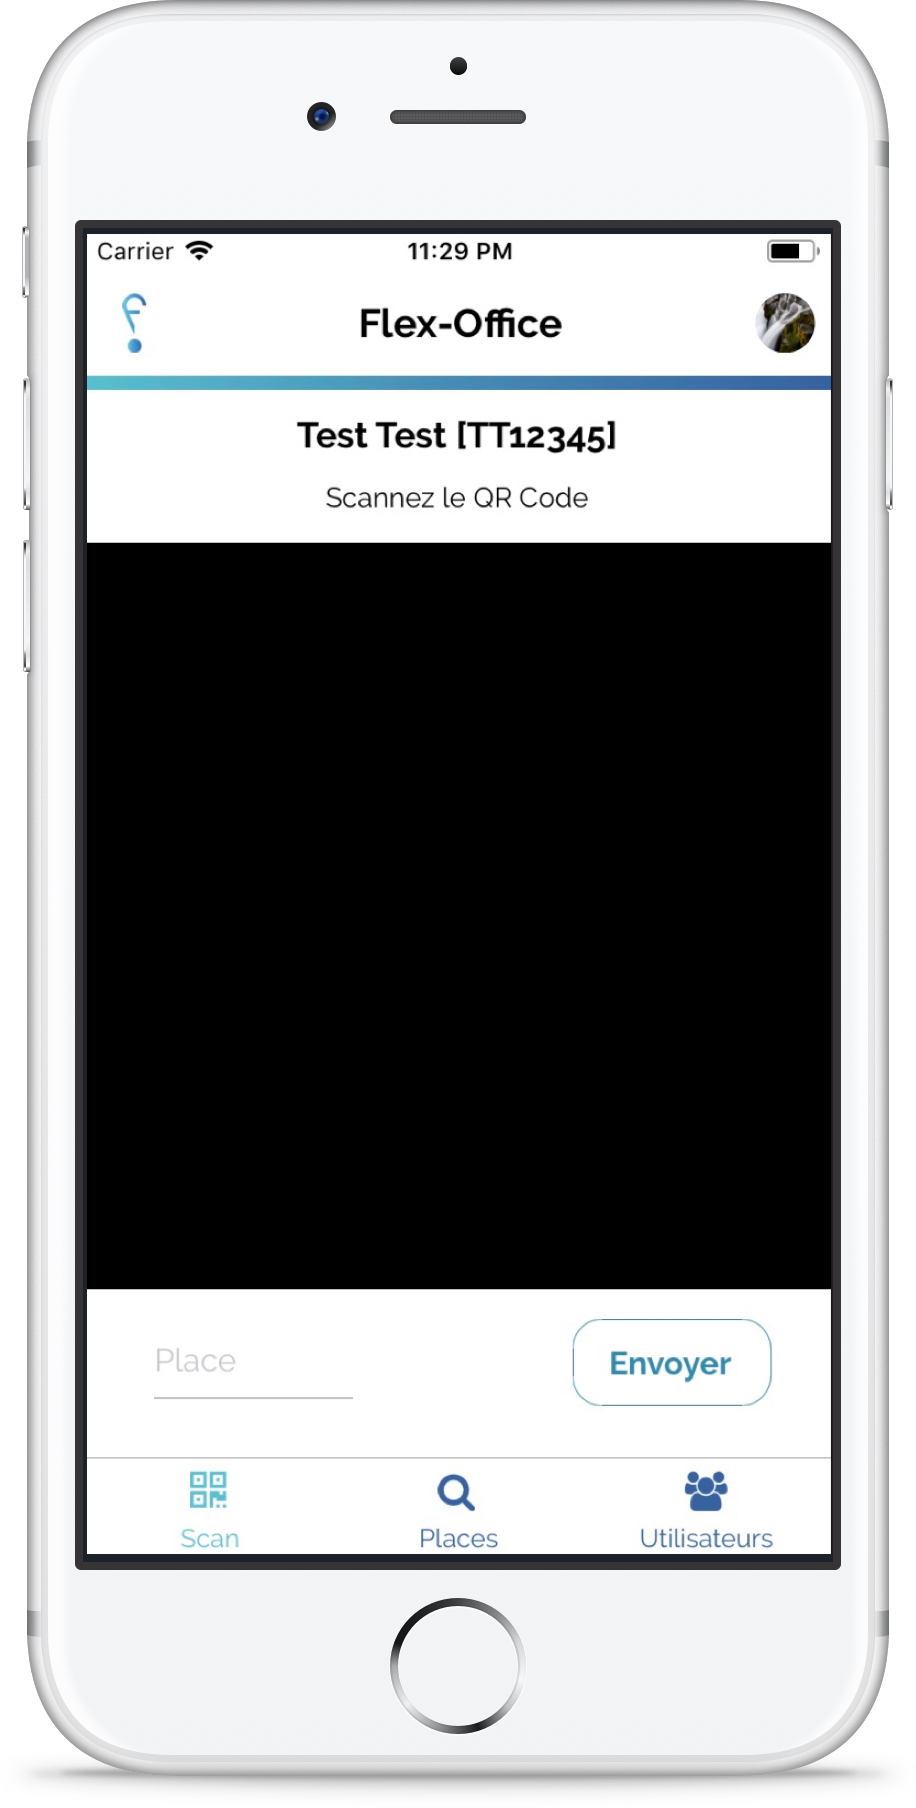 Carrier 11:29 PM
Flex-Office
Test Test [TT12345]
Scannez le QR Code
Place Envoyer
Scan Places Utilisateurs